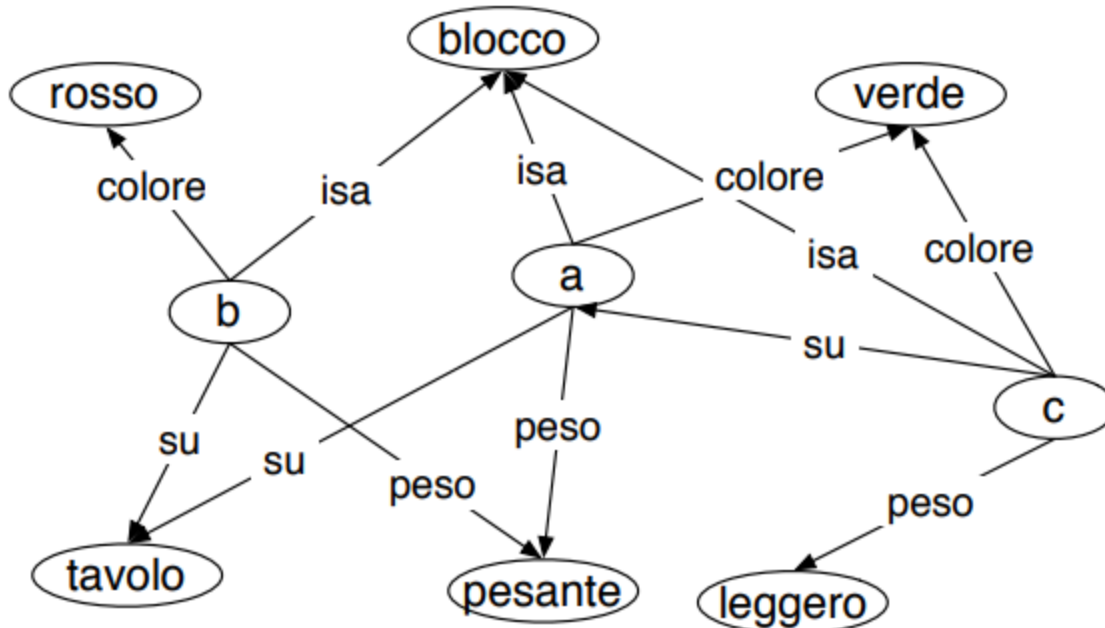 blocco
rosso
verde
colore
isa
isa
colore
isa
colore
b
a
su
c
su
su
peso
peso
peso
tavolo
pesante
leggero